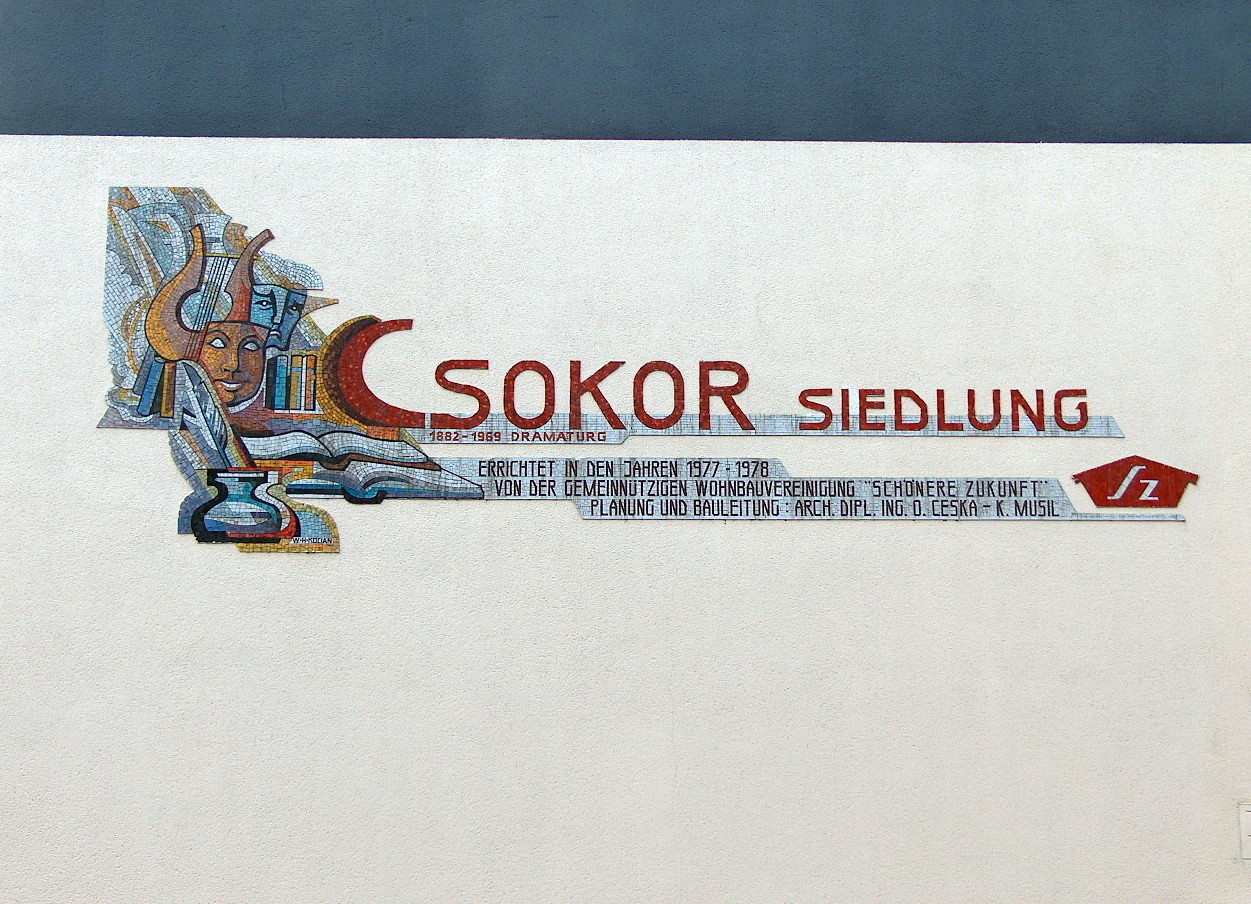 CSOKOR SIEDLUNG
1882-1969 DRAMATURG
ERRICHTET IN DEN JAHREN 1977-1978
VON DER GEMEINNÜTZIGEN WOHNBAUVEREINIGUNG "SCHÖNERE ZUKUNFT"
PLANUNG UND BAULEITUNG: ARCH. DIPL. ING. O. CESKA - K. MUSIL
SZ